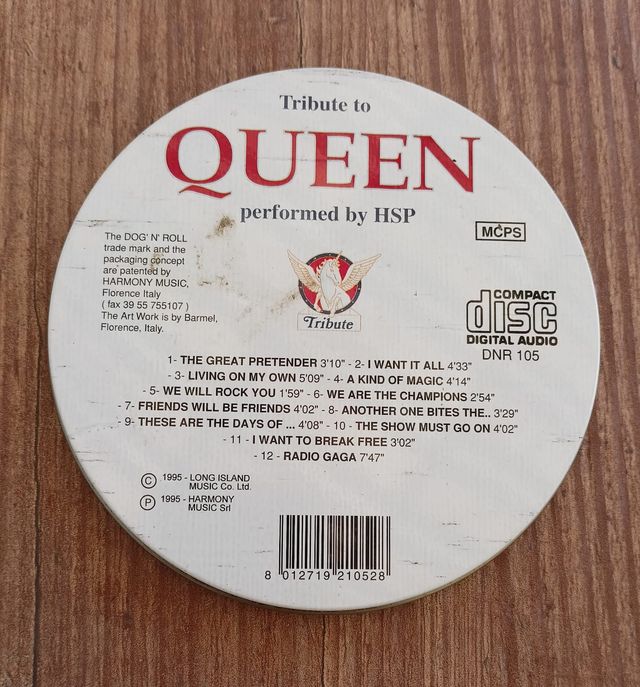 Tribute to
QUEEN
performed by HSP
MCPS
The DOG' N' ROLL
trade mark and the
packaging concept
are patented by
HARMONY MUSIC,
Florence Italy
( fax 39 55 755107 )
The Art Work is by Barmel,
Florence, Italy.
Tribute
COMPACT
disc
DIGITAL AUDIO
DNR 105
1- THE GREAT PRETENDER 3'10" - 2- I WANT IT ALL 4'33"
- 3- LIVING ON MY OWN 5'09" - 4- A KIND OF MAGIC 4'14"
- 5- WE WILL ROCK YOU 1'59" - 6- WE ARE THE CHAMPIONS 2'54"
- 7- FRIENDS WILL BE FRIENDS 4'02" - 8- ANOTHER ONE BITES THE.. 3'29"
- 9- THESE ARE THE DAYS OF ... 4'08" - 10 - THE SHOW MUST GO ON 4'02"
- 11 - I WANT TO BREAK FREE 3'02"
- 12 - RADIO GAGA 7'47"
C 1995 - LONG ISLAND
MUSIC Co. Ltd.
P 1995 - HARMONY
MUSIC Srl
8 012719 210528